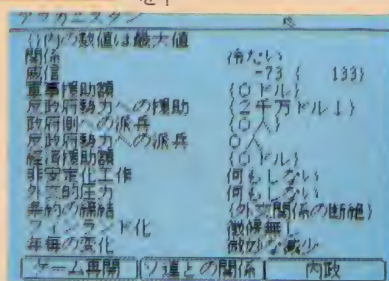 アフガニスタン
{}内の数値は最大値
関係 冷たい
威信 -73 { 133}
軍事援助額 {0ドル}
反政府勢力への援助 {2千万ドル↓}
政府側への派兵 {0人}
反政府勢力への派兵 0人
経済援助額 {0ドル}
非安定化工作 何もしない
外交的圧力 何もしない
条約の締結 {外交関係の断絶}
フィンランド化 徴候無し
年毎の変化 微妙な減少
ゲーム再開 ソ連との関係 内政